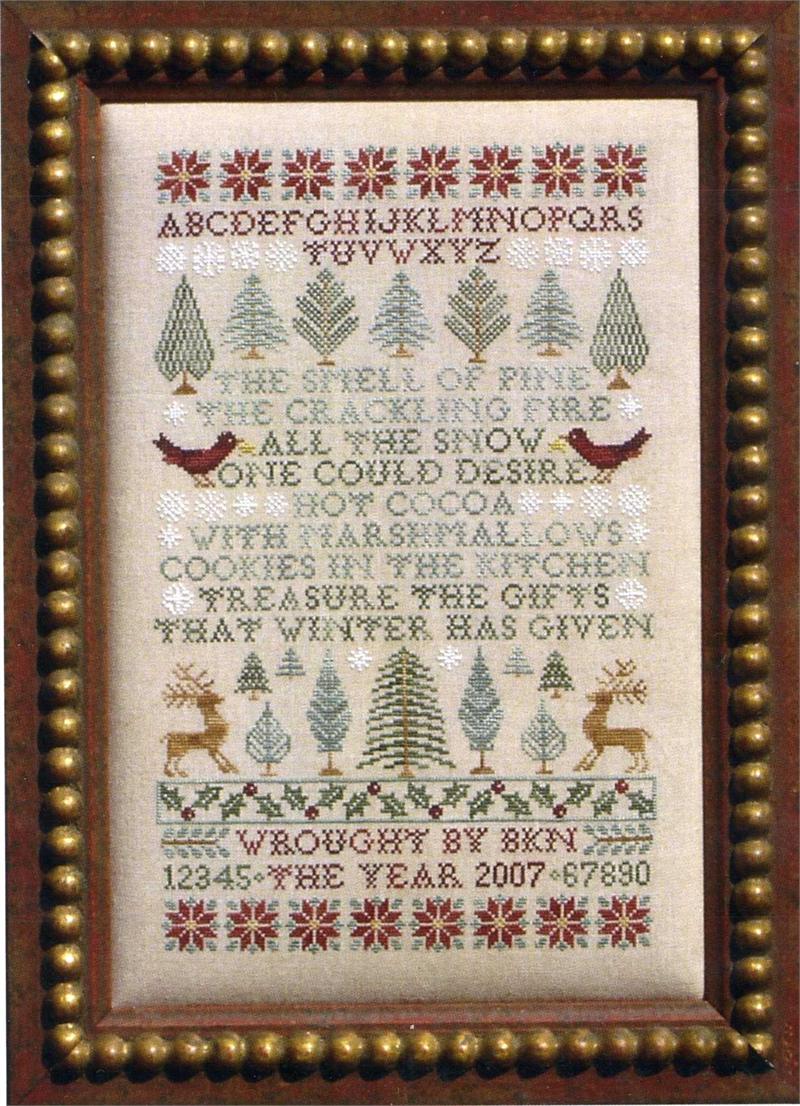 ABCDEFGHIJKLMNOPQRS
TUVWXYZ
THE SMELL OF PINE
THE CRACKLING FIRE
ALL THE SNOW
ONE COULD DESIRE
HOT COCOA
WITH MARSHMALLOWS
COOKIES IN THE KITCHEN
TREASURE THE GIFTS
THAT WINTER HAS GIVEN
WROUGHT BY BKN
12345 THE YEAR 2007 67890